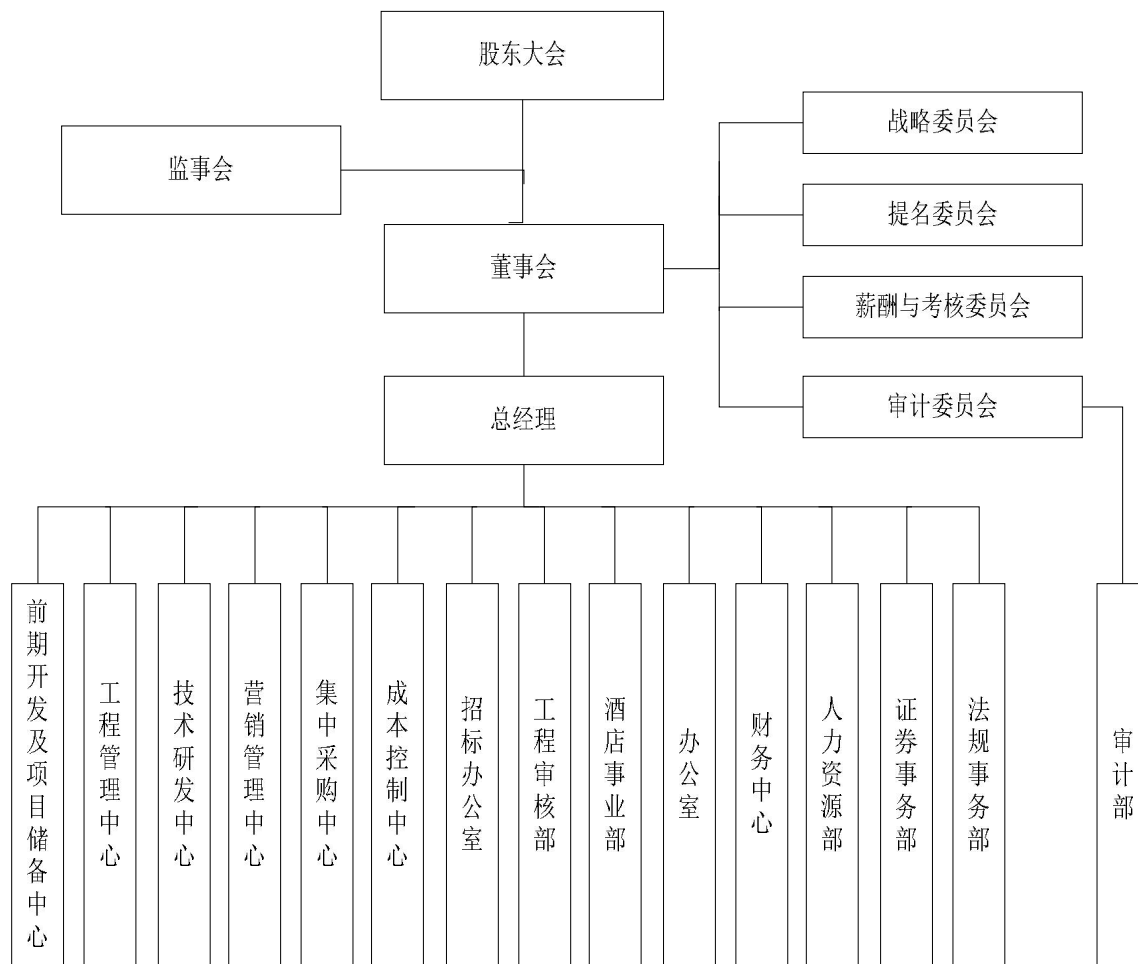 股东大会
战略委员会
监事会
提名委员会
董事会
薪酬与考核委员会
总经理
审计委员会
前期开发及项目储备中心
工程管理中心
技术研发中心
营销管理中心
集中采购中心
成本控制中心
招标办公室
工程审核部
酒店事业部
办公室
财务中心
人力资源部
证券事务部
法规事务部
审计部